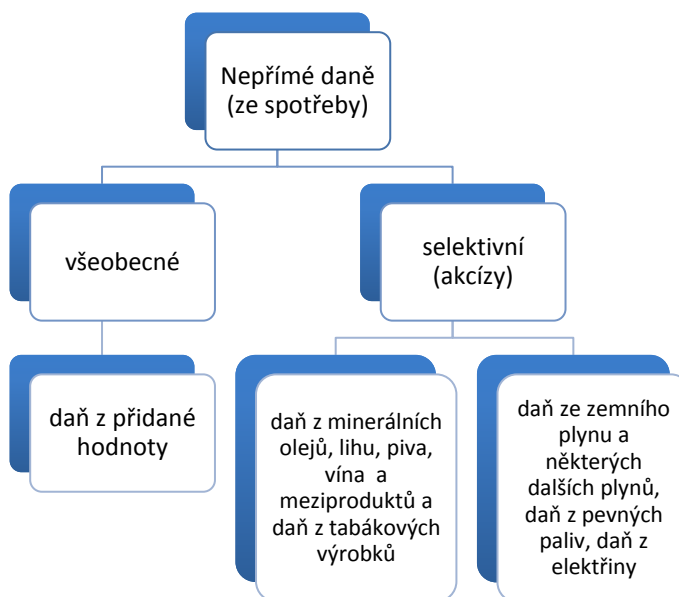 Nepřímé daně
(ze spotřeby)
všeobecné
selektivní
(akcízy)
daň z přidané
hodnoty
daň z minerálních
olejů, lihu, piva,
vína a
meziproduktů a
daň z tabákových
výrobků
daň ze zemního
plynu a
některých
dalších plynů,
daň z pevných
paliv, daň z
elektřiny